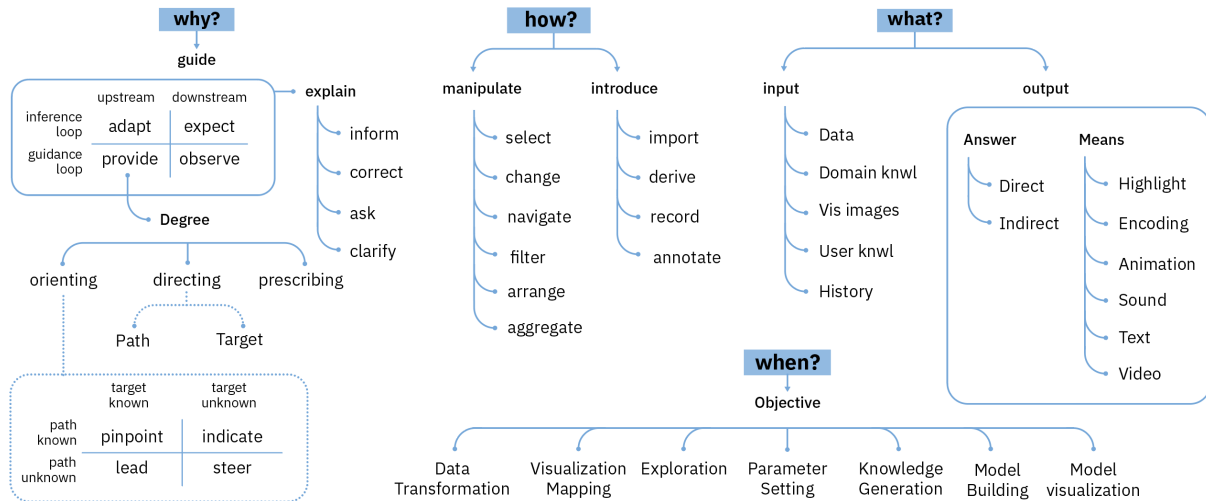 why?
guide
upstream downstream
inference
loop
adapt expect
guidance
loop
provide observe
Degree
orienting directing prescribing
Path Target
target
known
target
unknown
path
known
pinpoint indicate
path
unknown
lead steer
explain
inform
correct
ask
clarify
how?
manipulate
select
change
navigate
filter
arrange
aggregate
introduce
import
derive
record
annotate
what?
input
Data
Domain knwl
Vis images
User knwl
History
output
Answer
Direct
Indirect
Means
Highlight
Encoding
Animation
Sound
Text
Video
when?
Objective
Data
Transformation
Visualization
Mapping
Exploration
Parameter
Setting
Knowledge
Generation
Model
Building
Model
visualization